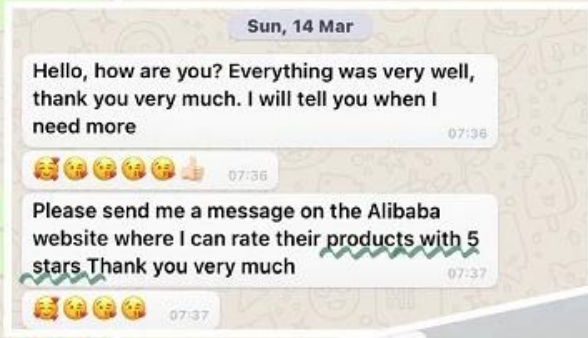 Sun, 14 Mar
Hello, how are you? Everything was very well,
thank you very much. I will tell you when I
need more
07:36
🥰😘😘😘😘👍🏻 07:36
Please send me a message on the Alibaba
website where I can rate their products with 5
stars Thank you very much
07:37
🥰😘😘😘 07:37